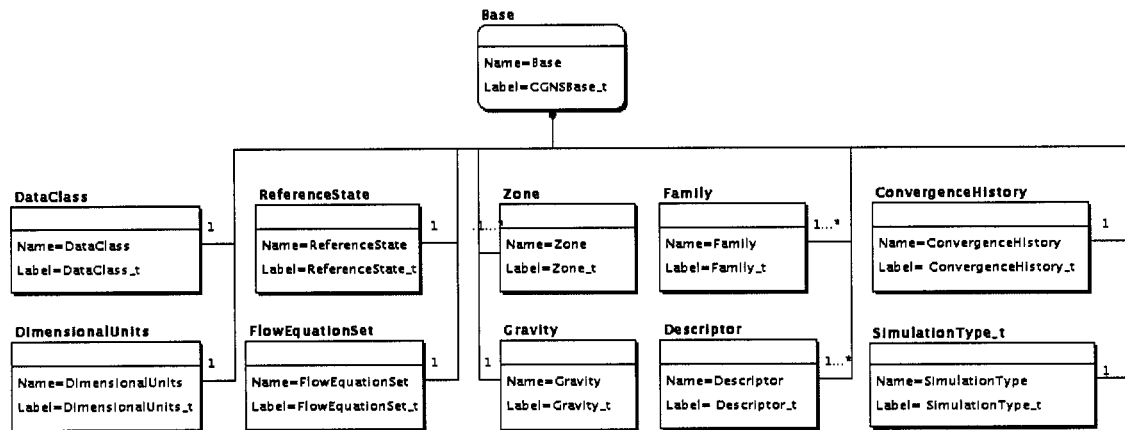 Base
Name=Base
Label=CGNSBase_t
DataClass
1
Name=DataClass
Label=DataClass_t
ReferenceState
1
Name=ReferenceState
Label=ReferenceState_t
Zone
Name=Zone
Label=Zone_t
Family
1...*
Name=Family
Label=Family_t
ConvergenceHistory
1
Name=ConvergenceHistory
Label= ConvergenceHistory_t
DimensionalUnits
1
Name=DimensionalUnits
Label=DimensionalUnits_t
FlowEquationSet
1
Name=FlowEquationSet
Label=FlowEquationSet_t
Gravity
1
Name=Gravity
Label=Gravity_t
Descriptor
1...*
Name=Descriptor
Label= Descriptor_t
SimulationType_t
1
Name=SimulationType
Label= SimulationType_t